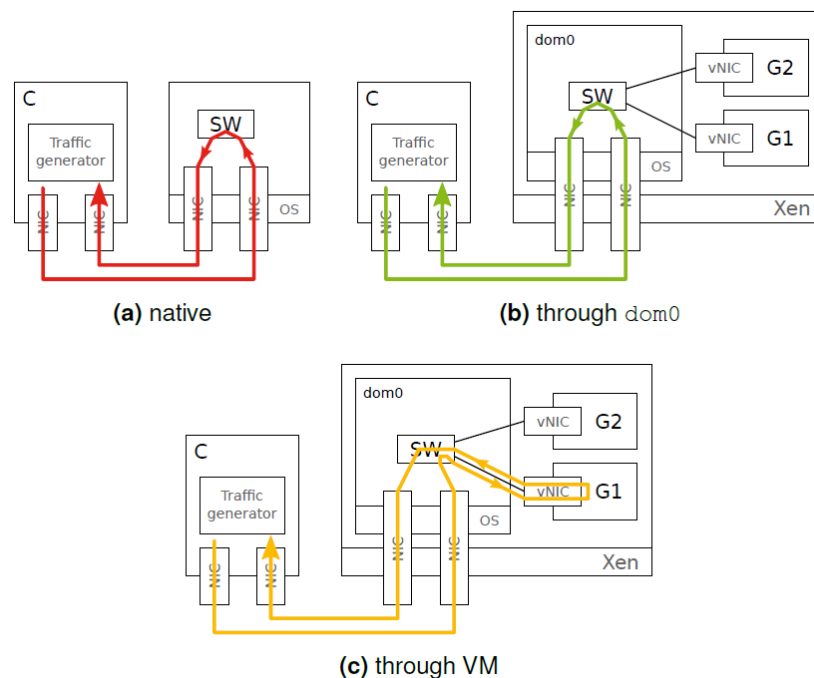 C
Traffic
generator
NIC
NIC
SW
NIC
NIC
OS
(a) native
C
Traffic
generator
NIC
NIC
dom0
SW
NIC
NIC
OS
vNIC
G2
vNIC
G1
Xen
(b) through dom0
C
Traffic
generator
NIC
NIC
dom0
SW
NIC
NIC
OS
vNIC
G2
vNIC
G1
Xen
(c) through VM